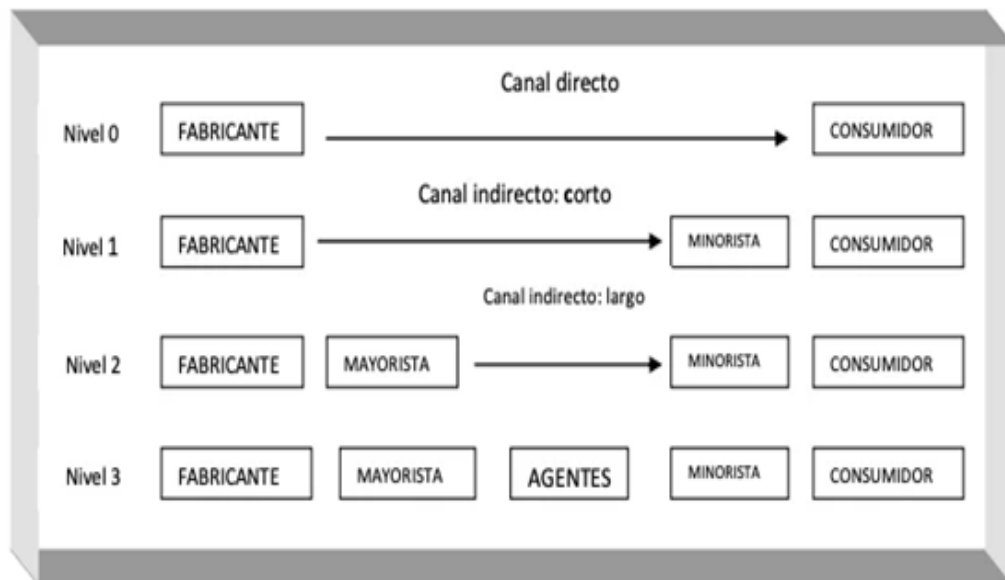 Canal directo
Nivel 0 FABRICANTE CONSUMIDOR
Canal indirecto: corto
Nivel 1 FABRICANTE MINORISTA CONSUMIDOR
Canal indirecto: largo
Nivel 2 FABRICANTE MAYORISTA MINORISTA CONSUMIDOR
Nivel 3 FABRICANTE MAYORISTA AGENTES MINORISTA CONSUMIDOR